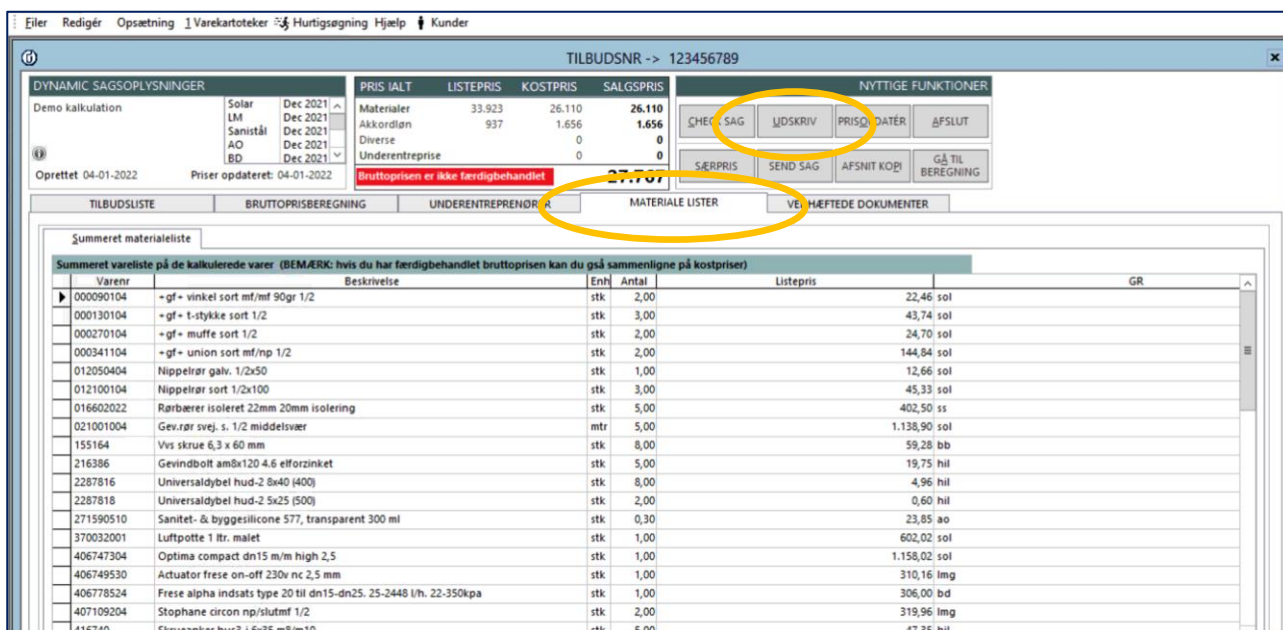 Filer Redigér Opsætning 1 Varekartoteker Hurtigsøgning Hjælp Kunder
TILBUDSNR -> 123456789
DYNAMIC SAGSOPLYSNINGER
Demo kalkulation
Solar Dec 2021
LM Dec 2021
Sanistål Dec 2021
AO Dec 2021
BD Dec 2021
Oprettet 04-01-2022 Priser opdateret: 04-01-2022
PRIS IALT LISTEPRIS KOSTPRIS SALGSPRIS
Materialer 33.923 26.110 26.110
Akkordløn 937 1.656 1.656
Diverse 0 0
Underentreprise 0 0
Bruttoprisen er ikke færdigbehandlet 27.767
NYTTIGE FUNKTIONER
CHECK SAG UDSKRIV PRISOPDATÉR AFSLUT
SÆRPRIS SEND SAG AFSNIT KOPI GÅ TIL BEREGNING
TILBUDSLISTE BRUTTOPRISBEREGNING UNDERENTREPRENØRER MATERIALE LISTER VEDHÆFTEDE DOKUMENTER
Summeret materialeliste
Summeret vareliste på de kalkulerede varer (BEMÆRK: hvis du har færdigbehandlet bruttoprisen kan du gså sammenligne på kostpriser)
Varenr Beskrivelse Enh Antal Listepris GR
000090104 +gf+ vinkel sort mf/mf 90gr 1/2 stk 2,00 22,46 sol
000130104 +gf+ t-stykke sort 1/2 stk 3,00 43,74 sol
000270104 +gf+ muffe sort 1/2 stk 2,00 24,70 sol
000341104 +gf+ union sort mf/np 1/2 stk 2,00 144,84 sol
012050404 Nippelrør galv. 1/2x50 stk 1,00 12,66 sol
012100104 Nippelrør sort 1/2x100 stk 3,00 45,33 sol
016602022 Rørbærer isoleret 22mm 20mm isolering stk 5,00 402,50 ss
021001004 Gev.rør svej. s. 1/2 middelsvær mtr 5,00 1.138,90 sol
155164 Vvs skrue 6,3 x 60 mm stk 8,00 59,28 bb
216386 Gevindbolt am8x120 4.6 elforzinket stk 5,00 19,75 hil
2287816 Universaldybel hud-2 8x40 (400) stk 8,00 4,96 hil
2287818 Universaldybel hud-2 5x25 (500) stk 2,00 0,60 hil
271590510 Sanitet- & byggesilicone 577, transparent 300 ml stk 0,30 23,85 ao
370032001 Luftpotte 1 ltr. malet stk 1,00 602,02 sol
406747304 Optima compact dn15 m/m high 2,5 stk 1,00 1.158,02 sol
406749530 Actuator frese on-off 230v nc 2,5 mm stk 1,00 310,16 lmg
406778524 Frese alpha indsats type 20 til dn15-dn25. 25-2448 l/h. 22-350kpa stk 1,00 306,00 bd
407109204 Stophane circon np/slutmf 1/2 stk 2,00 319,96 lmg
416740 Skrueanker hus3-i 6x35 m8/m10 stk 5,00 47,35 hil